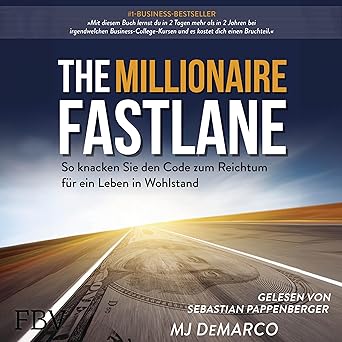 #1-BUSINESS-BESTSELLER
»Mit diesem Buch lernst du in 2 Tagen mehr als in 2 Jahren bei
irgendwelchen Business-College-Kursen und es kostet dich einen Bruchteil.«
THE MILLIONAIRE
FASTLANE
So knacken Sie den Code zum Reichtum
für ein Leben in Wohlstand
GELESEN VON
SEBASTIAN PAPPENBERGER
FBV
MJ DEMARCO